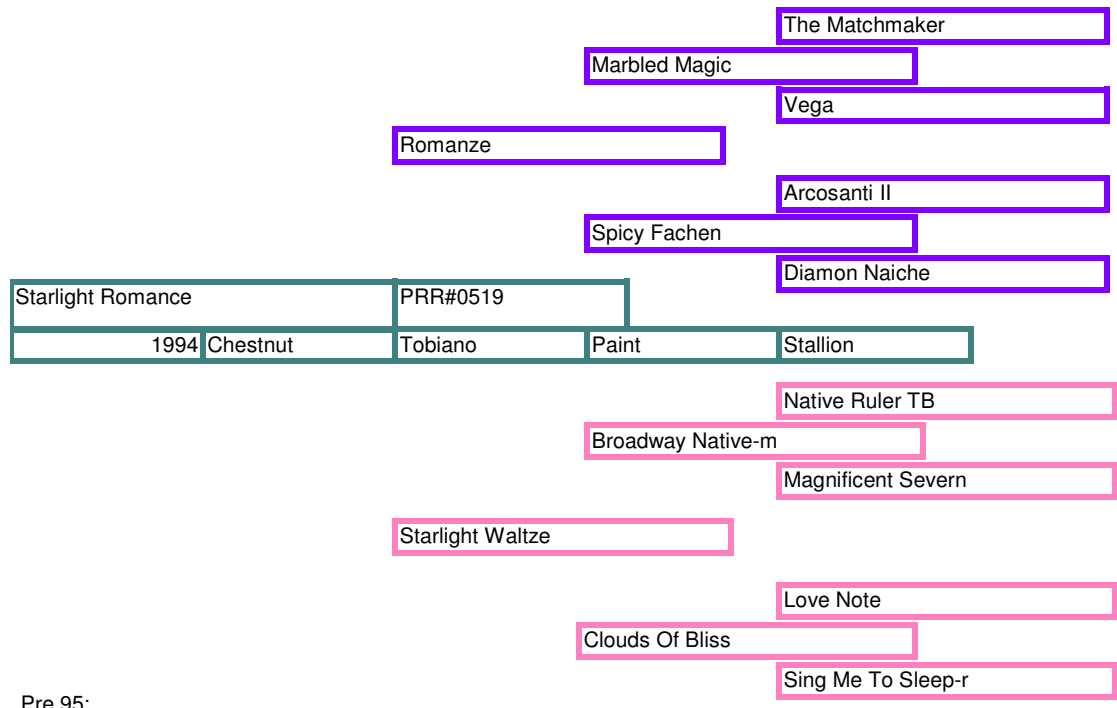 The Matchmaker
Marbled Magic
Vega
Romanze
Arcosanti II
Spicy Fachen
Diamon Naiche
Starlight Romance PRR#0519
1994 Chestnut Tobiano Paint Stallion
Native Ruler TB
Broadway Native-m
Magnificent Severn
Starlight Waltze
Love Note
Clouds Of Bliss
Sing Me To Sleep-r
Pre 95: